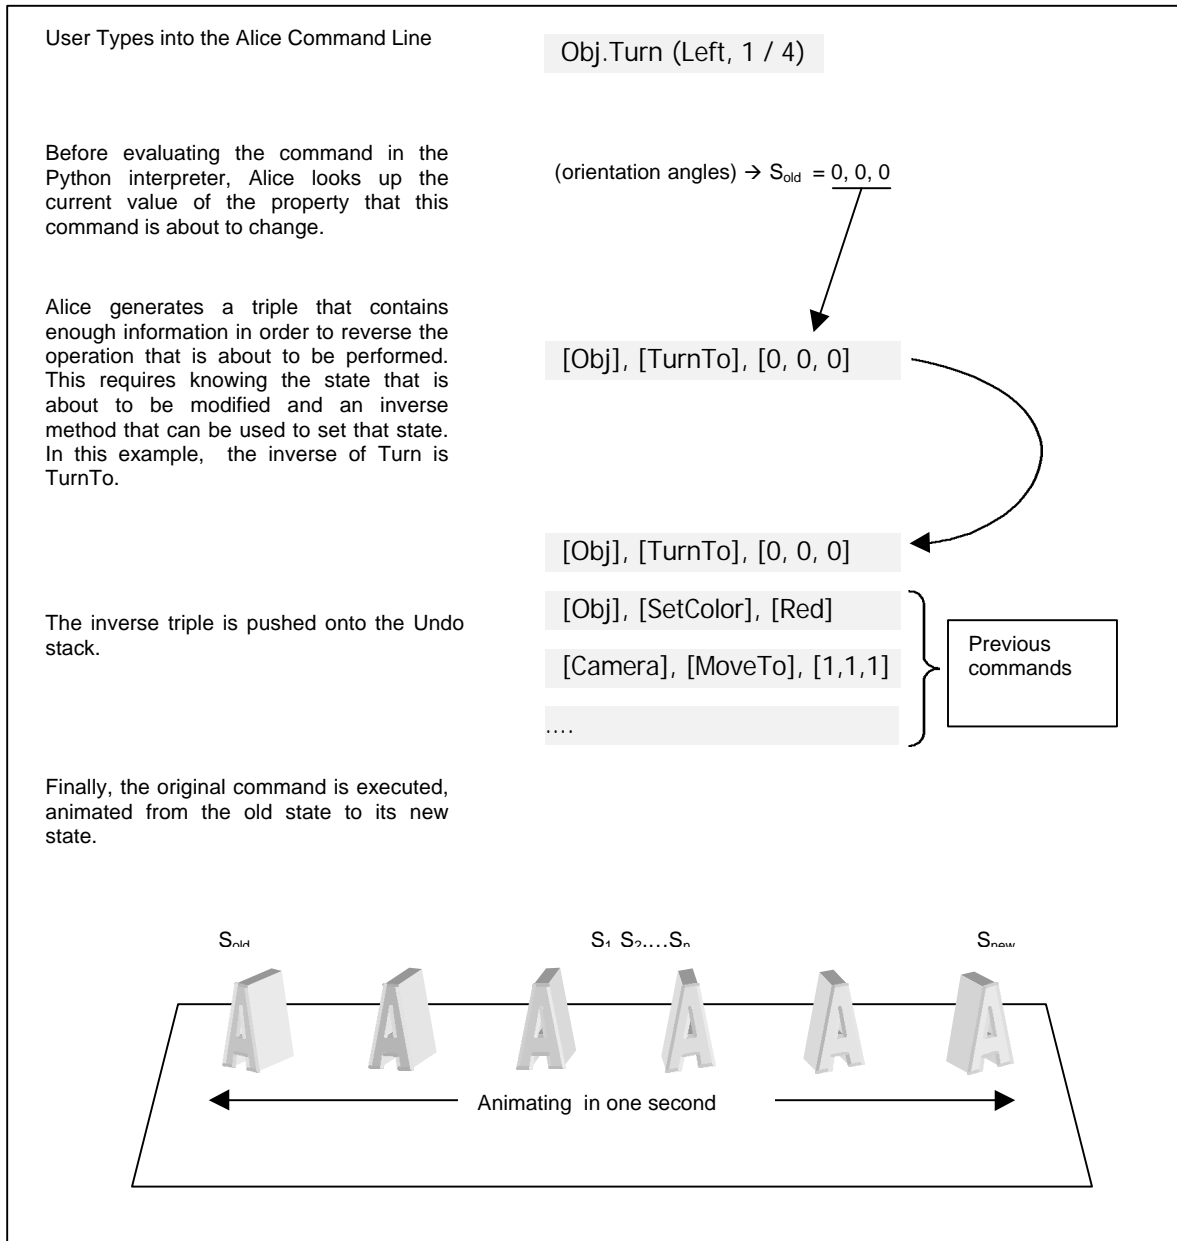 User Types into the Alice Command Line
Obj.Turn (Left, 1 / 4)
Before evaluating the command in the
Python interpreter, Alice looks up the
current value of the property that this
command is about to change.
(orientation angles) → Sold = 0, 0, 0
Alice generates a triple that contains
enough information in order to reverse the
operation that is about to be performed.
This requires knowing the state that is
about to be modified and an inverse
method that can be used to set that state.
In this example, the inverse of Turn is
TurnTo.
[Obj], [TurnTo], [0, 0, 0]
[Obj], [TurnTo], [0, 0, 0]
[Obj], [SetColor], [Red]
[Camera], [MoveTo], [1,1,1]
....
The inverse triple is pushed onto the Undo
stack.
Previous
commands
Finally, the original command is executed,
animated from the old state to its new
state.
Sold
S1 S2....Sn
Snew
Animating in one second